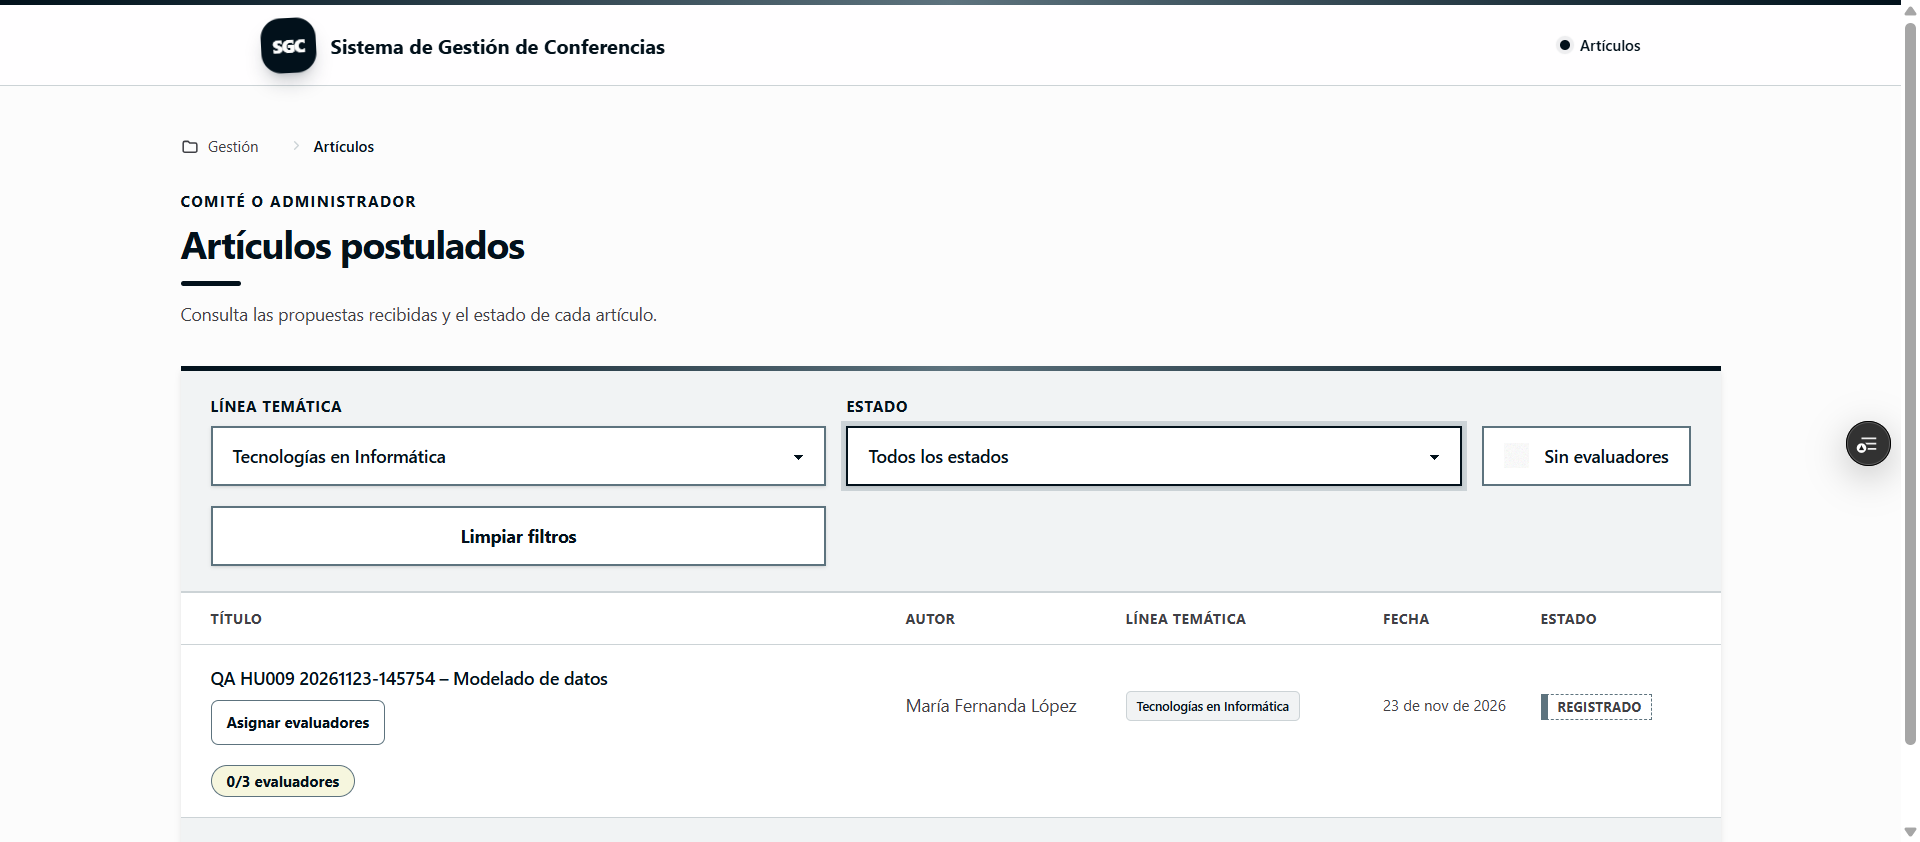 SGC Sistema de Gestión de Conferencias
Artículos
Gestión > Artículos
COMITÉ O ADMINISTRADOR
Artículos postulados
Consulta las propuestas recibidas y el estado de cada artículo.
LÍNEA TEMÁTICA
ESTADO
Tecnologías en Informática
Todos los estados
Sin evaluadores
Limpiar filtros
TÍTULO AUTOR LÍNEA TEMÁTICA FECHA ESTADO
QA HU009 20261123-145754 – Modelado de datos
Asignar evaluadores
0/3 evaluadores
María Fernanda López
Tecnologías en Informática
23 de nov de 2026
REGISTRADO